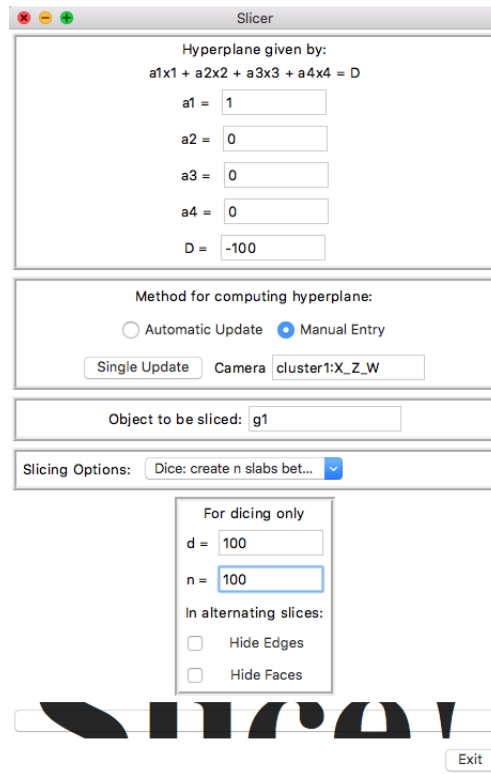 Slicer
Hyperplane given by:
a1x1 + a2x2 + a3x3 + a4x4 = D
a1 = 1
a2 = 0
a3 = 0
a4 = 0
D = -100
Method for computing hyperplane:
Automatic Update Manual Entry
Single Update Camera cluster1:X_Z_W
Object to be sliced: g1
Slicing Options: Dice: create n slabs bet...
For dicing only
d = 100
n = 100
In alternating slices:
Hide Edges
Hide Faces
Slice!
Exit